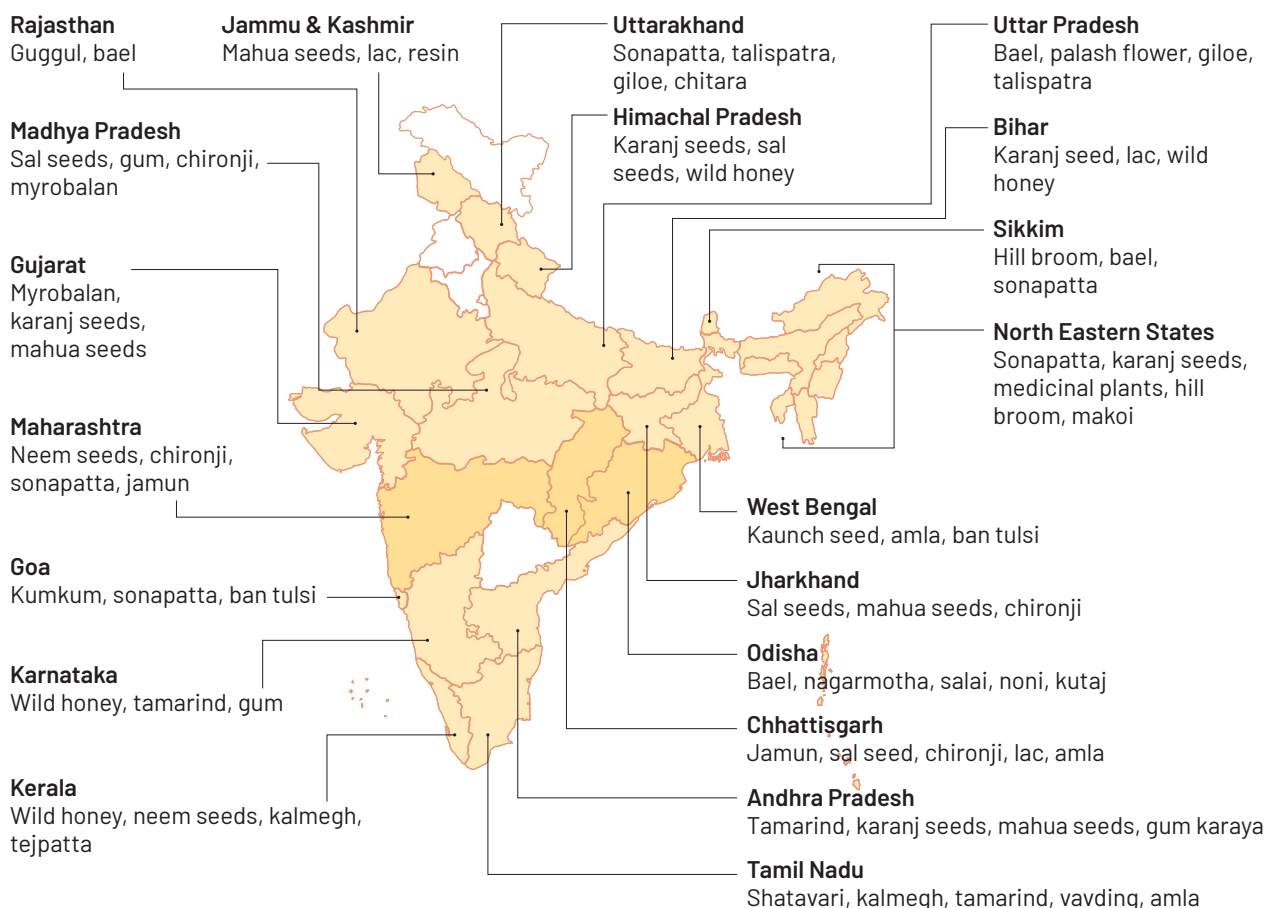 Rajasthan
Guggul, bael
Jammu & Kashmir
Mahua seeds, lac, resin
Uttarakhand
Sonapatta, talispatra,
giloe, chitara
Uttar Pradesh
Bael, palash flower, giloe,
talispatra
Madhya Pradesh
Sal seeds, gum, chironji,
myrobalan
Himachal Pradesh
Karanj seeds, sal
seeds, wild honey
Bihar
Karanj seed, lac, wild
honey
Sikkim
Hill broom, bael,
sonapatta
Gujarat
Myrobalan,
karanj seeds,
mahua seeds
North Eastern States
Sonapatta, karanj seeds,
medicinal plants, hill
broom, makoi
Maharashtra
Neem seeds, chironji,
sonapatta, jamun
West Bengal
Kaunch seed, amla, ban tulsi
Goa
Kumkum, sonapatta, ban tulsi
Jharkhand
Sal seeds, mahua seeds, chironji
Odisha
Bael, nagarmotha, salai, noni, kutaj
Karnataka
Wild honey, tamarind, gum
Chhattisgarh
Jamun, sal seed, chironji, lac, amla
Kerala
Wild honey, neem seeds, kalmegh,
tejpatta
Andhra Pradesh
Tamarind, karanj seeds, mahua seeds, gum karaya
Tamil Nadu
Shatavari, kalmegh, tamarind, vavding, amla